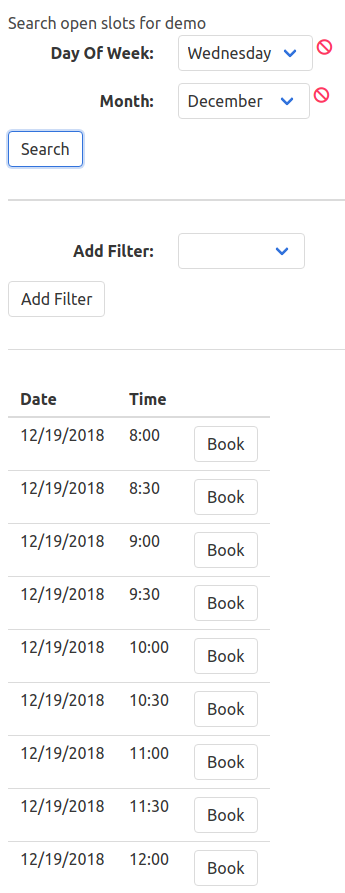 Search open slots for demo
Day Of Week: Wednesday
Month: December
Search
Add Filter:
Add Filter
Date Time
12/19/2018 8:00 Book
12/19/2018 8:30 Book
12/19/2018 9:00 Book
12/19/2018 9:30 Book
12/19/2018 10:00 Book
12/19/2018 10:30 Book
12/19/2018 11:00 Book
12/19/2018 11:30 Book
12/19/2018 12:00 Book